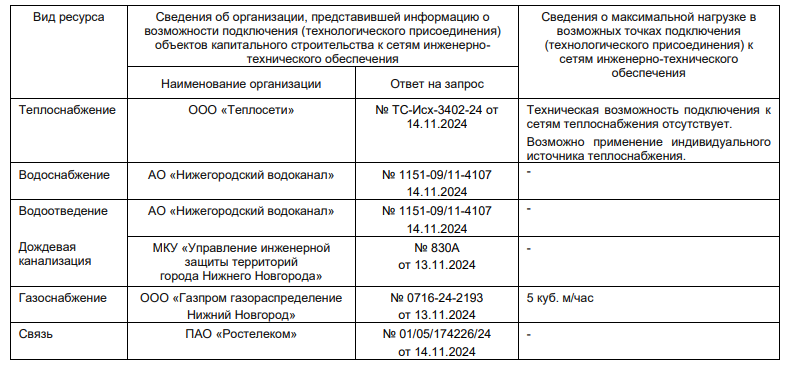 Вид ресурса
Сведения об организации, представившей информацию о
возможности подключения (технологического присоединения)
объектов капитального строительства к сетям инженерно-
технического обеспечения
Сведения о максимальной нагрузке в
возможных точках подключения
(технологического присоединения) к
сетям инженерно-технического
обеспечения
Наименование организации
Ответ на запрос
Теплоснабжение
ООО «Теплосети»
№ ТС-Исх-3402-24 от
14.11.2024
Техническая возможность подключения к
сетям теплоснабжения отсутствует.
Возможно применение индивидуального
источника теплоснабжения.
Водоснабжение
АО «Нижегородский водоканал»
№ 1151-09/11-4107
14.11.2024
-
Водоотведение
АО «Нижегородский водоканал»
№ 1151-09/11-4107
14.11.2024
-
Дождевая
канализация
МКУ «Управление инженерной
защиты территорий
города Нижнего Новгорода»
№ 830А
от 13.11.2024
-
Газоснабжение
ООО «Газпром газораспределение
Нижний Новгород»
№ 0716-24-2193
от 13.11.2024
5 куб. м/час
Связь
ПАО «Ростелеком»
№ 01/05/174226/24
от 14.11.2024
-